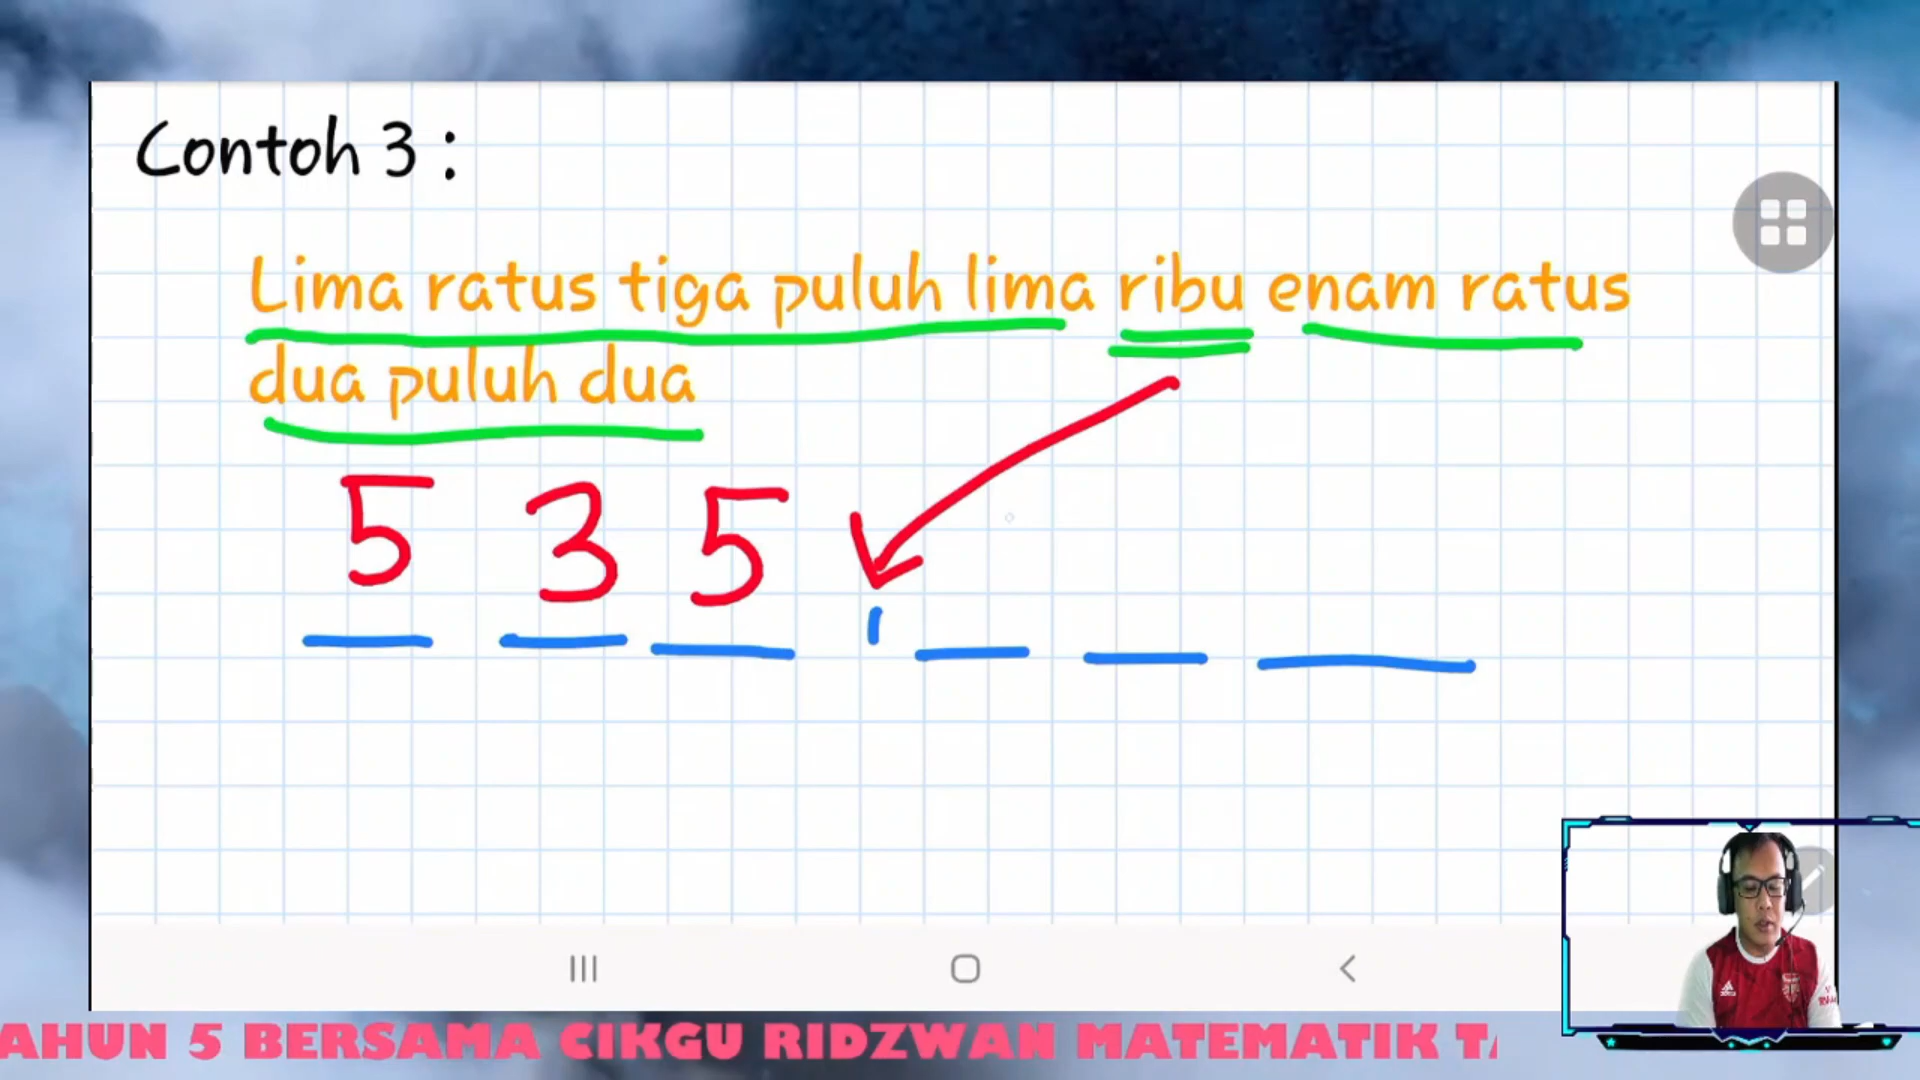 Contoh 3 :
Lima ratus tiga puluh lima ribu enam ratus
dua puluh dua
5 3 5
AHUN 5 BERSAMA CIKGU RIDZWAN MATEMATIK TA